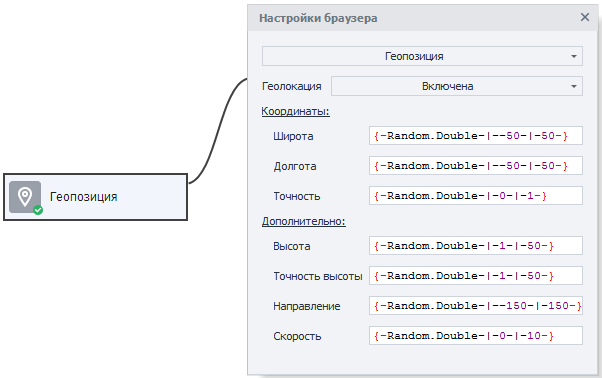 Настройки браузера
Геопозиция
Геолокация Включена
Координаты:
Широта {-Random.Double-|--50-|-50-}
Долгота {-Random.Double-|--50-|-50-}
Точность {-Random.Double-|-0-|-1-}
Дополнительно:
Высота {-Random.Double-|-1-|-50-}
Точность высоты {-Random.Double-|-1-|-50-}
Направление {-Random.Double-|--150-|-150-}
Скорость {-Random.Double-|-0-|-10-}
Геопозиция